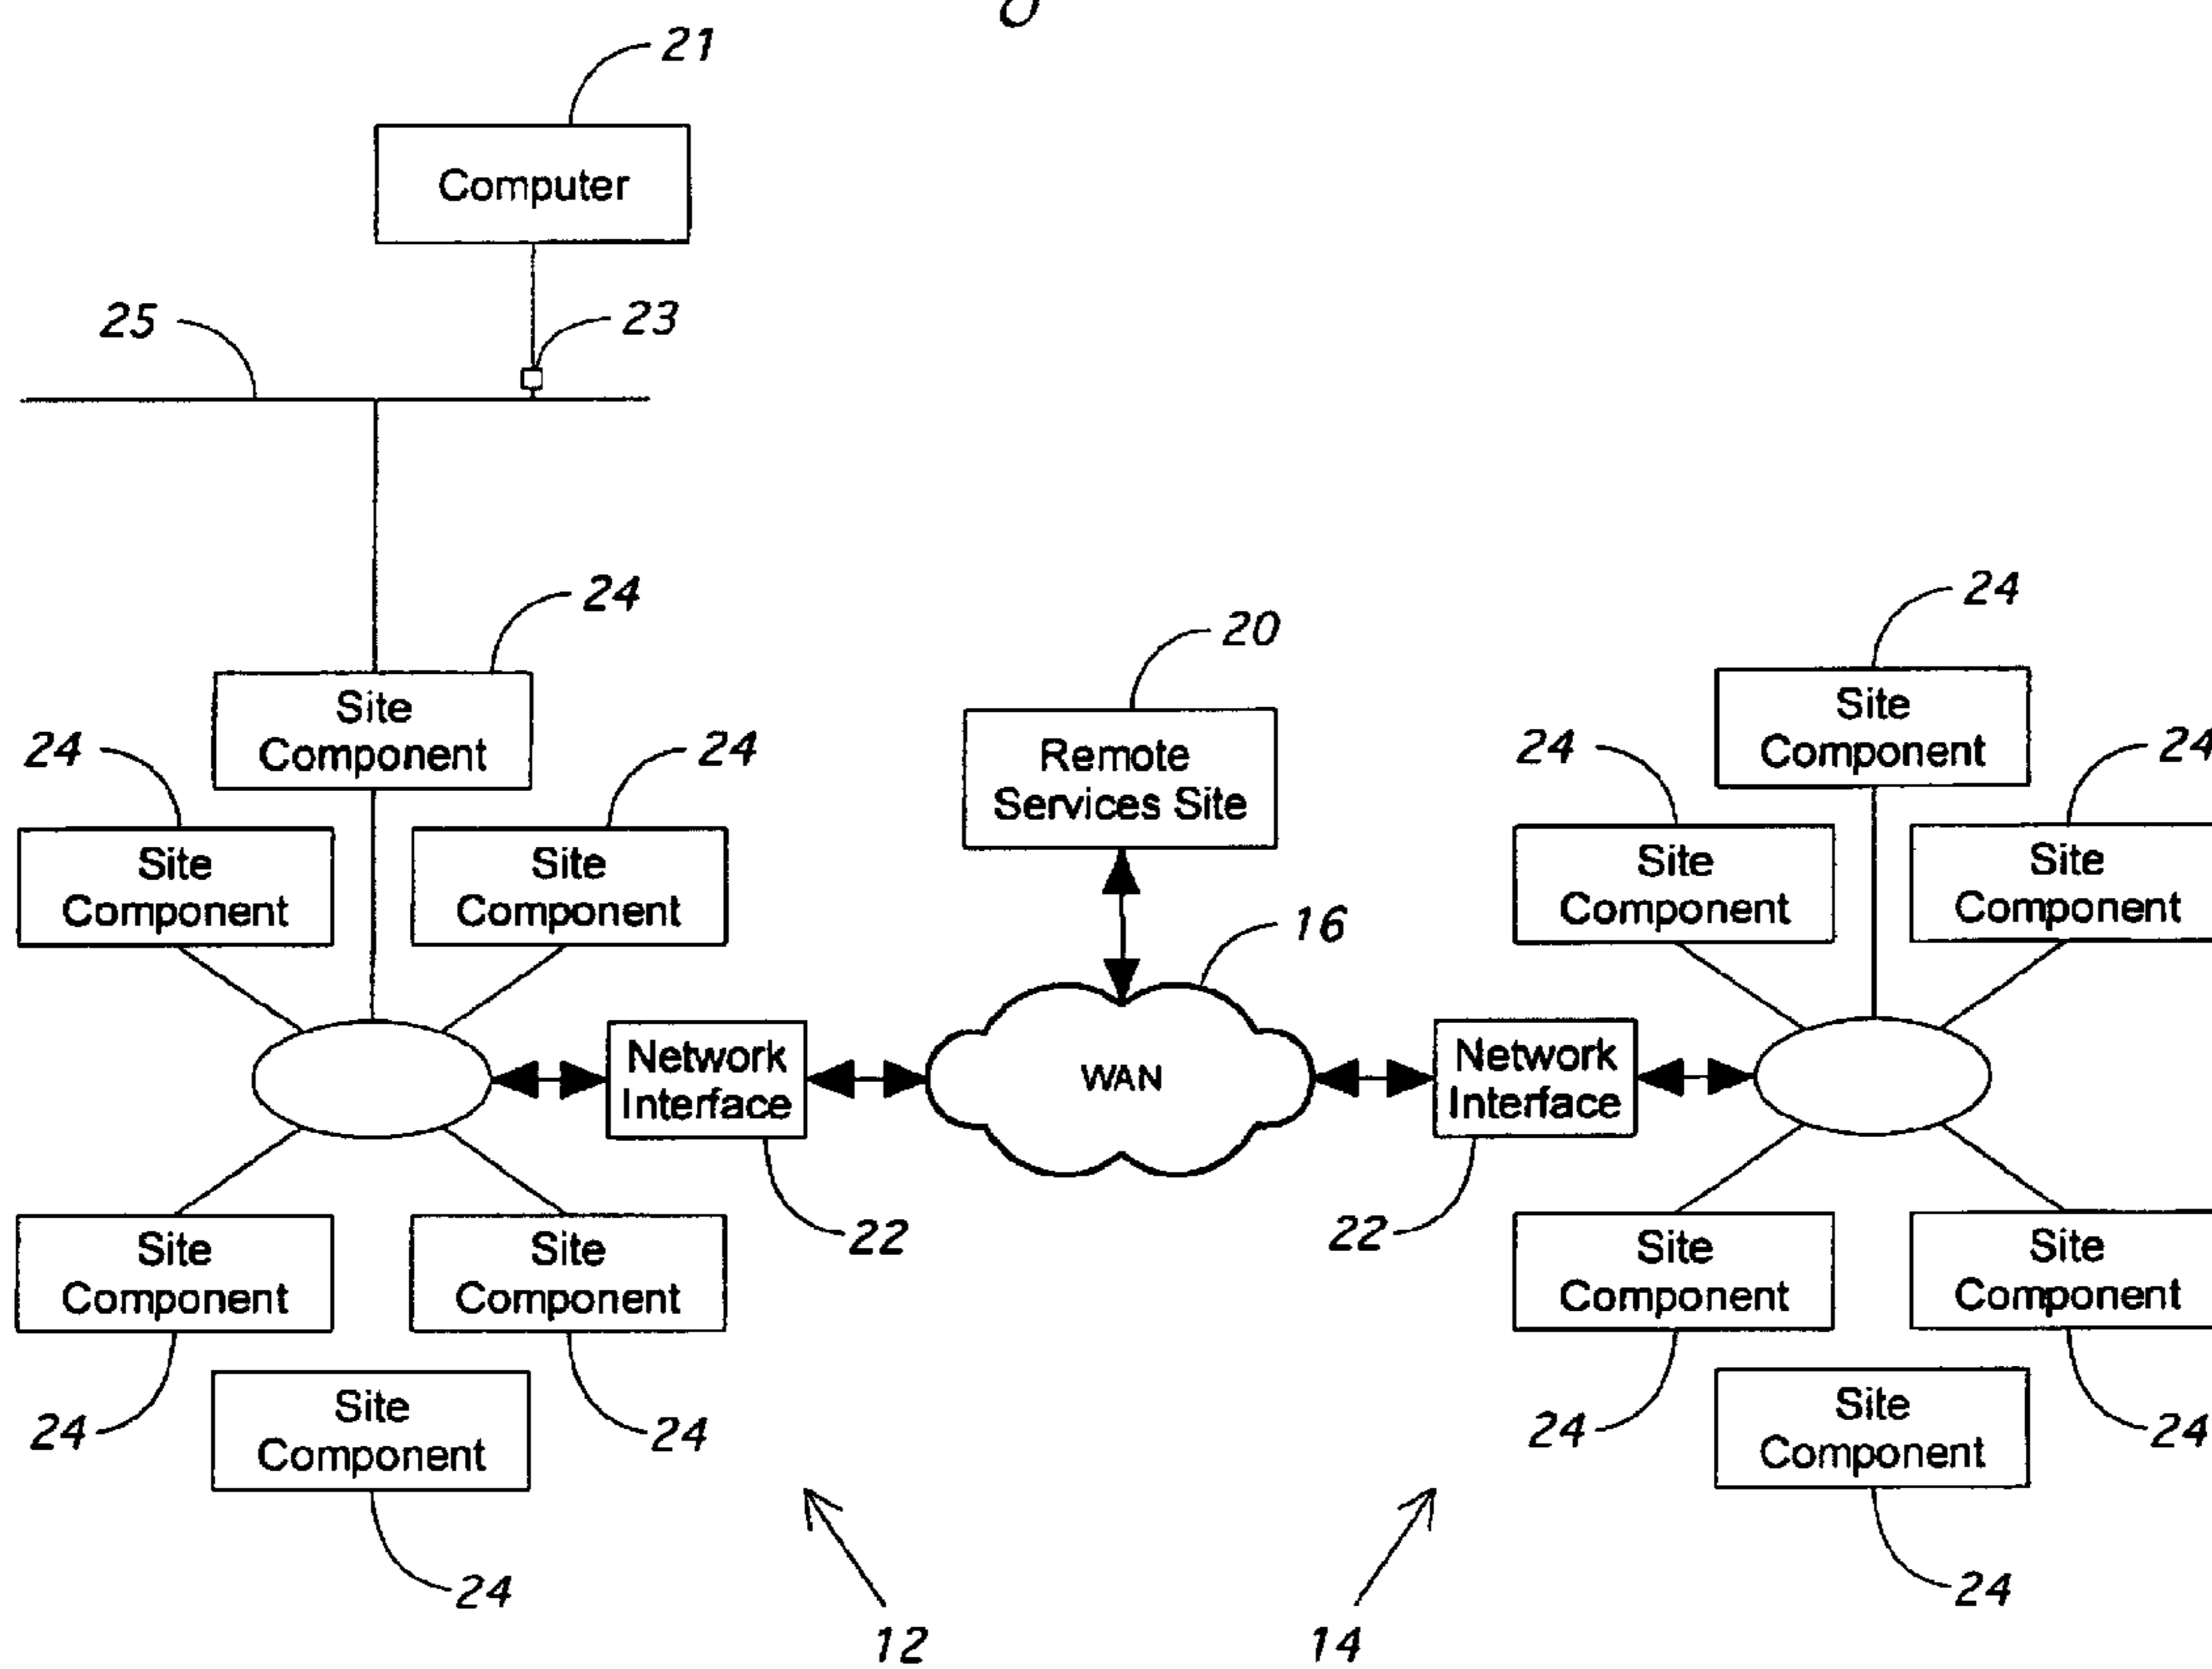 21
Computer
25
23
24
24
20
Site
Component
Remote
Services Site
Site
Component
24
24
24
24
Site
Component
Site
Component
Site
Component
Site
Component
16
Network
Interface
WAN
Network
Interface
22
22
Site
Component
Site
Component
Site
Component
Site
Component
24
24
24
24
Site
Component
Site
Component
24
24
12
14